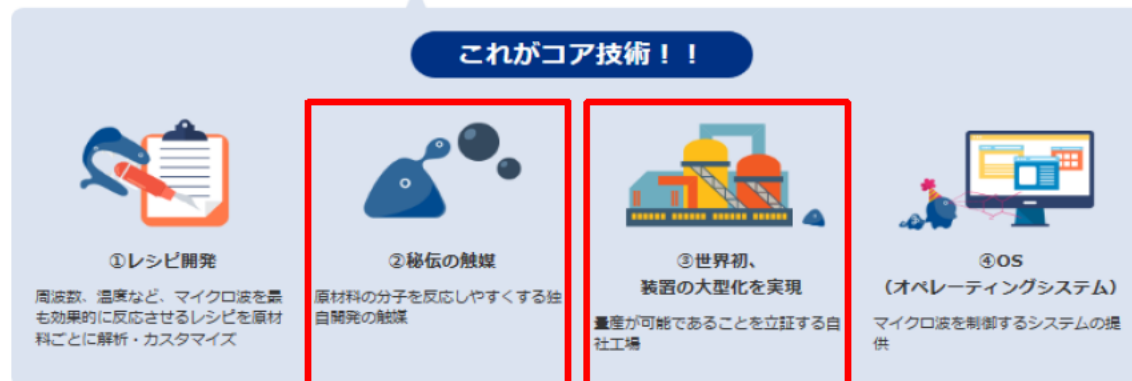 これがコア技術！！
①レシピ開発
周波数、温度など、マイクロ波を最
も効果的に反応させるレシピを原材
料ごとに解析・カスタマイズ
②秘伝の触媒
原材料の分子を反応しやすくする独
自開発の触媒
③世界初、
装置の大型化を実現
量産が可能であることを立証する自
社工場
④OS
（オペレーティングシステム）
マイクロ波を制御するシステムの提
供